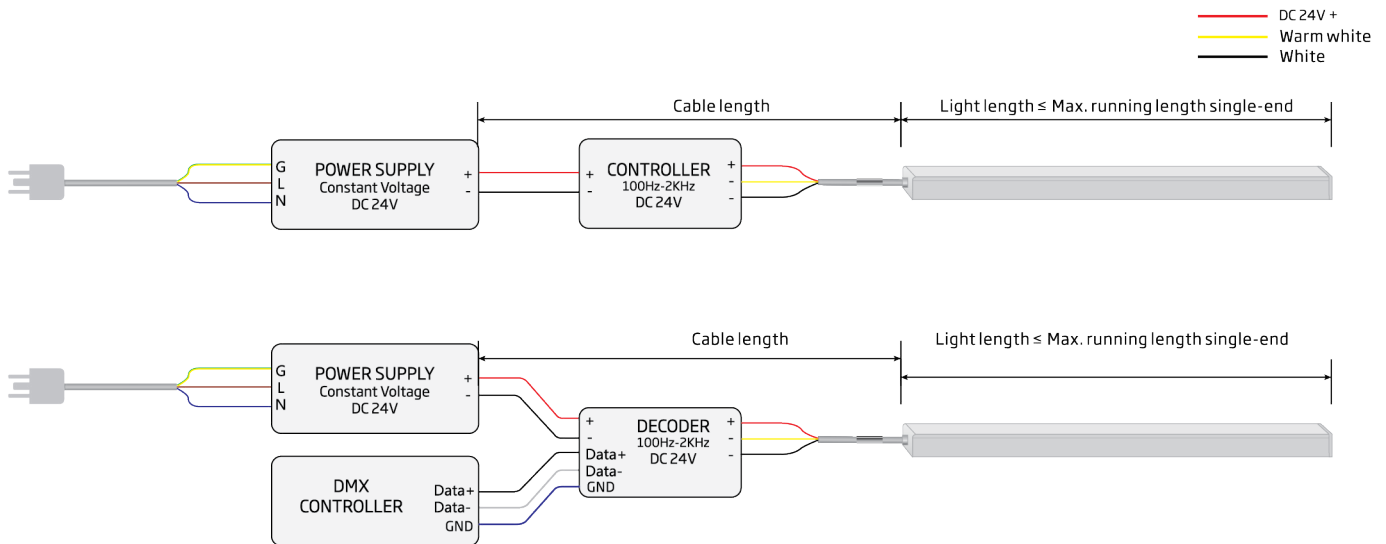 DC 24V +
Warm white
White
Cable length
Light length ≤ Max. running length single-end
G
L
N
POWER SUPPLY
Constant Voltage
DC 24V
+
-
+
-
CONTROLLER
100Hz-2KHz
DC 24V
+
-
-
Cable length
Light length ≤ Max. running length single-end
G
L
N
POWER SUPPLY
Constant Voltage
DC 24V
+
-
+
-
Data+
Data-
GND
DECODER
100Hz-2KHz
DC 24V
+
-
-
DMX
CONTROLLER
Data+
Data-
GND